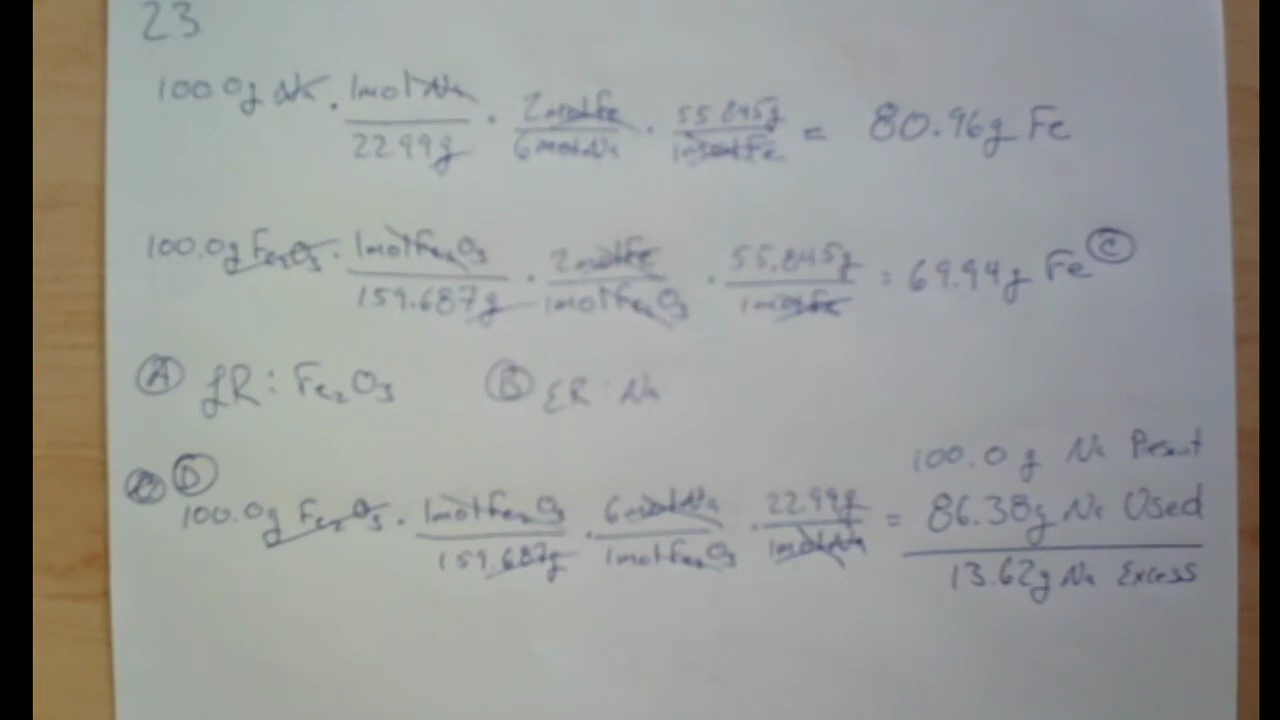 23
100.0g Na · 1mol Na / 22.99g · 2mol Fe / 6mol Na · 55.845g / 1mol Fe = 80.96g Fe
100.0g Fe₂O₃ · 1mol Fe₂O₃ / 159.687g · 2mol Fe / 1mol Fe₂O₃ · 55.845g / 1mol Fe = 69.94g Fe Ⓒ
Ⓐ LR: Fe₂O₃ Ⓑ ER: Na
Ⓓ 100.0g Fe₂O₃ · 1mol Fe₂O₃ / 159.687g · 6mol Na / 1mol Fe₂O₃ · 22.99g / 1mol Na =
100.0g Na Present
86.38g Na Used
13.62g Na Excess